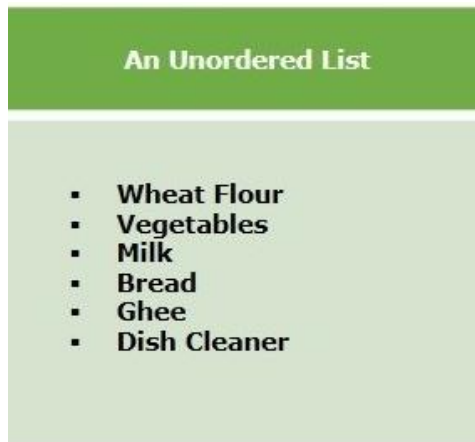 An Unordered List
▪ Wheat Flour
▪ Vegetables
▪ Milk
▪ Bread
▪ Ghee
▪ Dish Cleaner